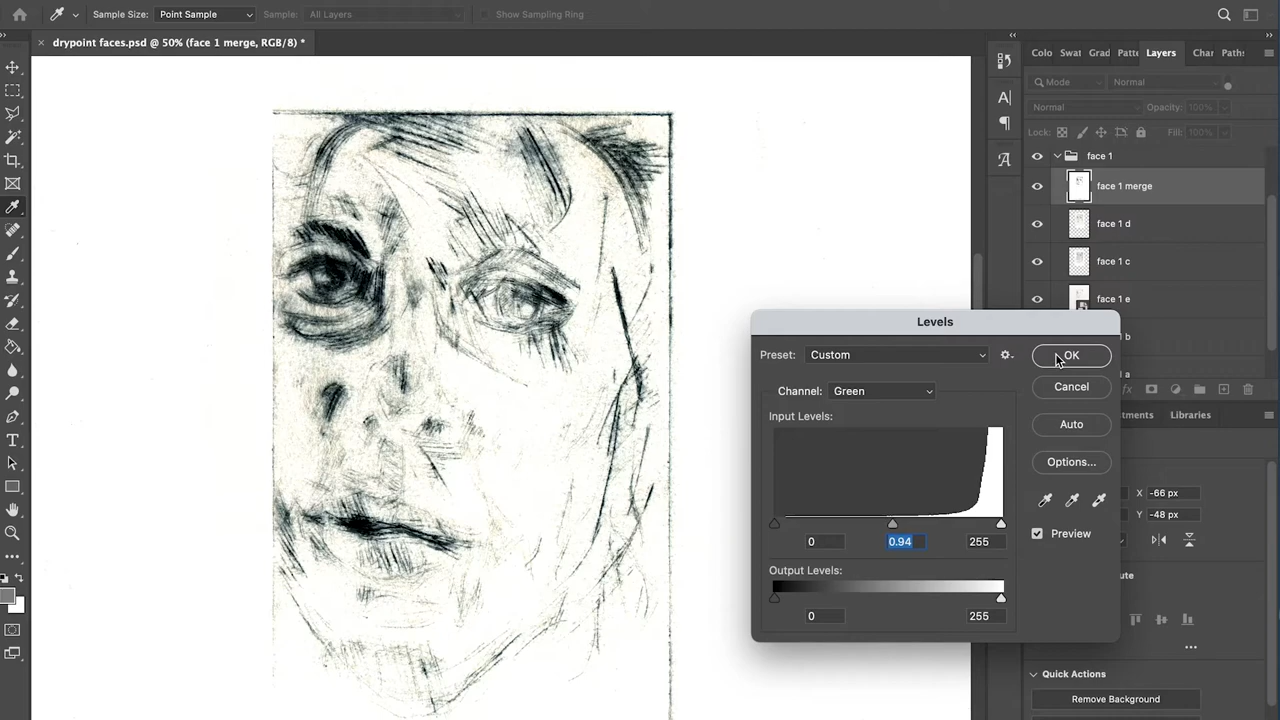 Sample Size: Point Sample Sample: All Layers Show Sampling Ring
drypoint faces.psd @ 50% (face 1 merge, RGB/8) *
Colo Swat Grad Patte Layers Char Paths
Mode Normal
Normal Opacity: 100%
Lock: Fill: 100%
face 1
face 1 merge
face 1 d
face 1 c
face 1 e
b
a
Levels
Preset: Custom OK
Channel: Green Cancel
Input Levels:
Auto
Options...
Preview
0 0.94 255
Output Levels:
0 255
tments Libraries
X -66 px
Y -48 px
ute
Quick Actions
Remove Background